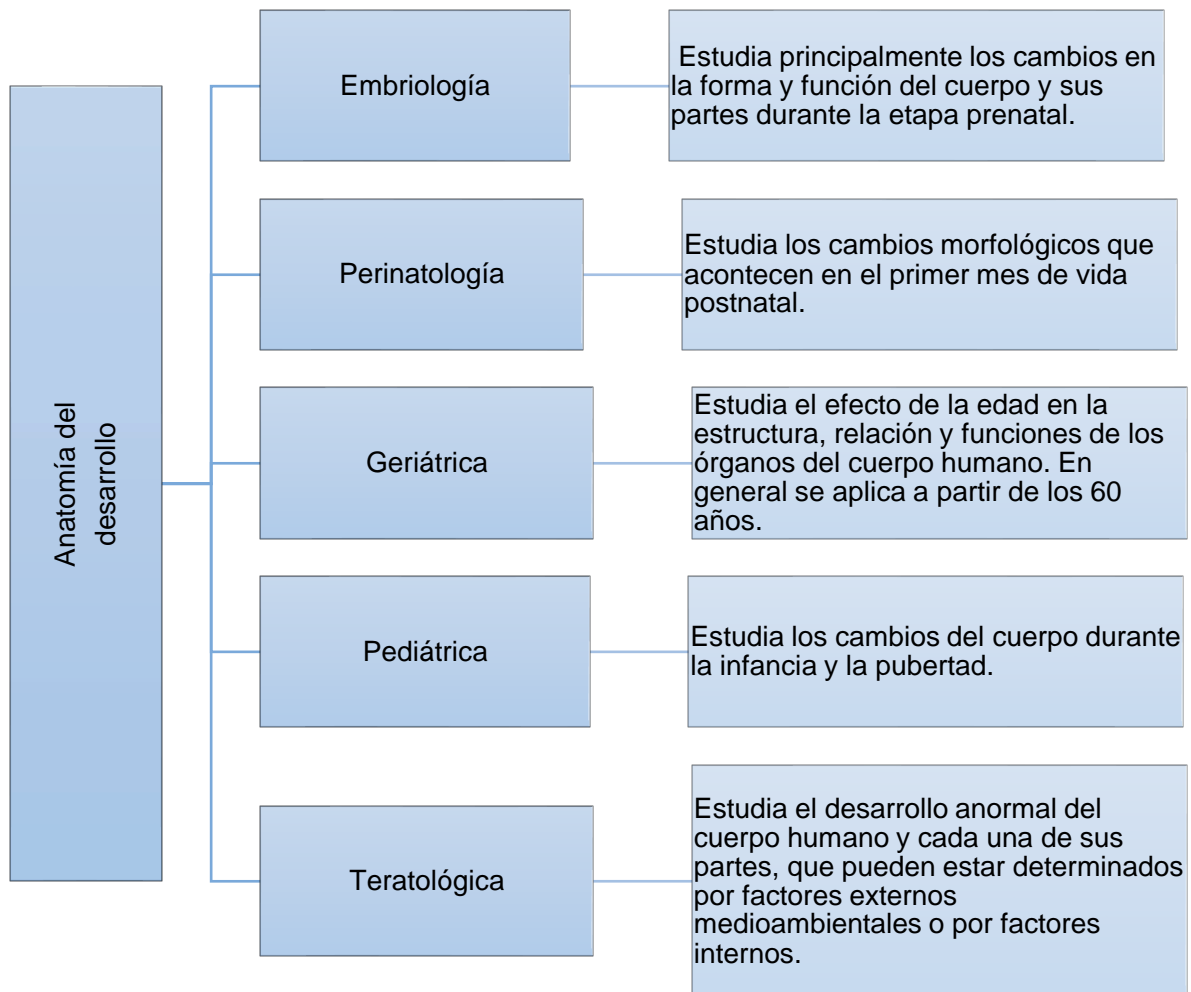 Anatomía del
desarrollo
Embriología
Estudia principalmente los cambios en
la forma y función del cuerpo y sus
partes durante la etapa prenatal.
Perinatología
Estudia los cambios morfológicos que
acontecen en el primer mes de vida
postnatal.
Geriátrica
Estudia el efecto de la edad en la
estructura, relación y funciones de los
órganos del cuerpo humano. En
general se aplica a partir de los 60
años.
Pediátrica
Estudia los cambios del cuerpo durante
la infancia y la pubertad.
Teratológica
Estudia el desarrollo anormal del
cuerpo humano y cada una de sus
partes, que pueden estar determinados
por factores externos
medioambientales o por factores
internos.